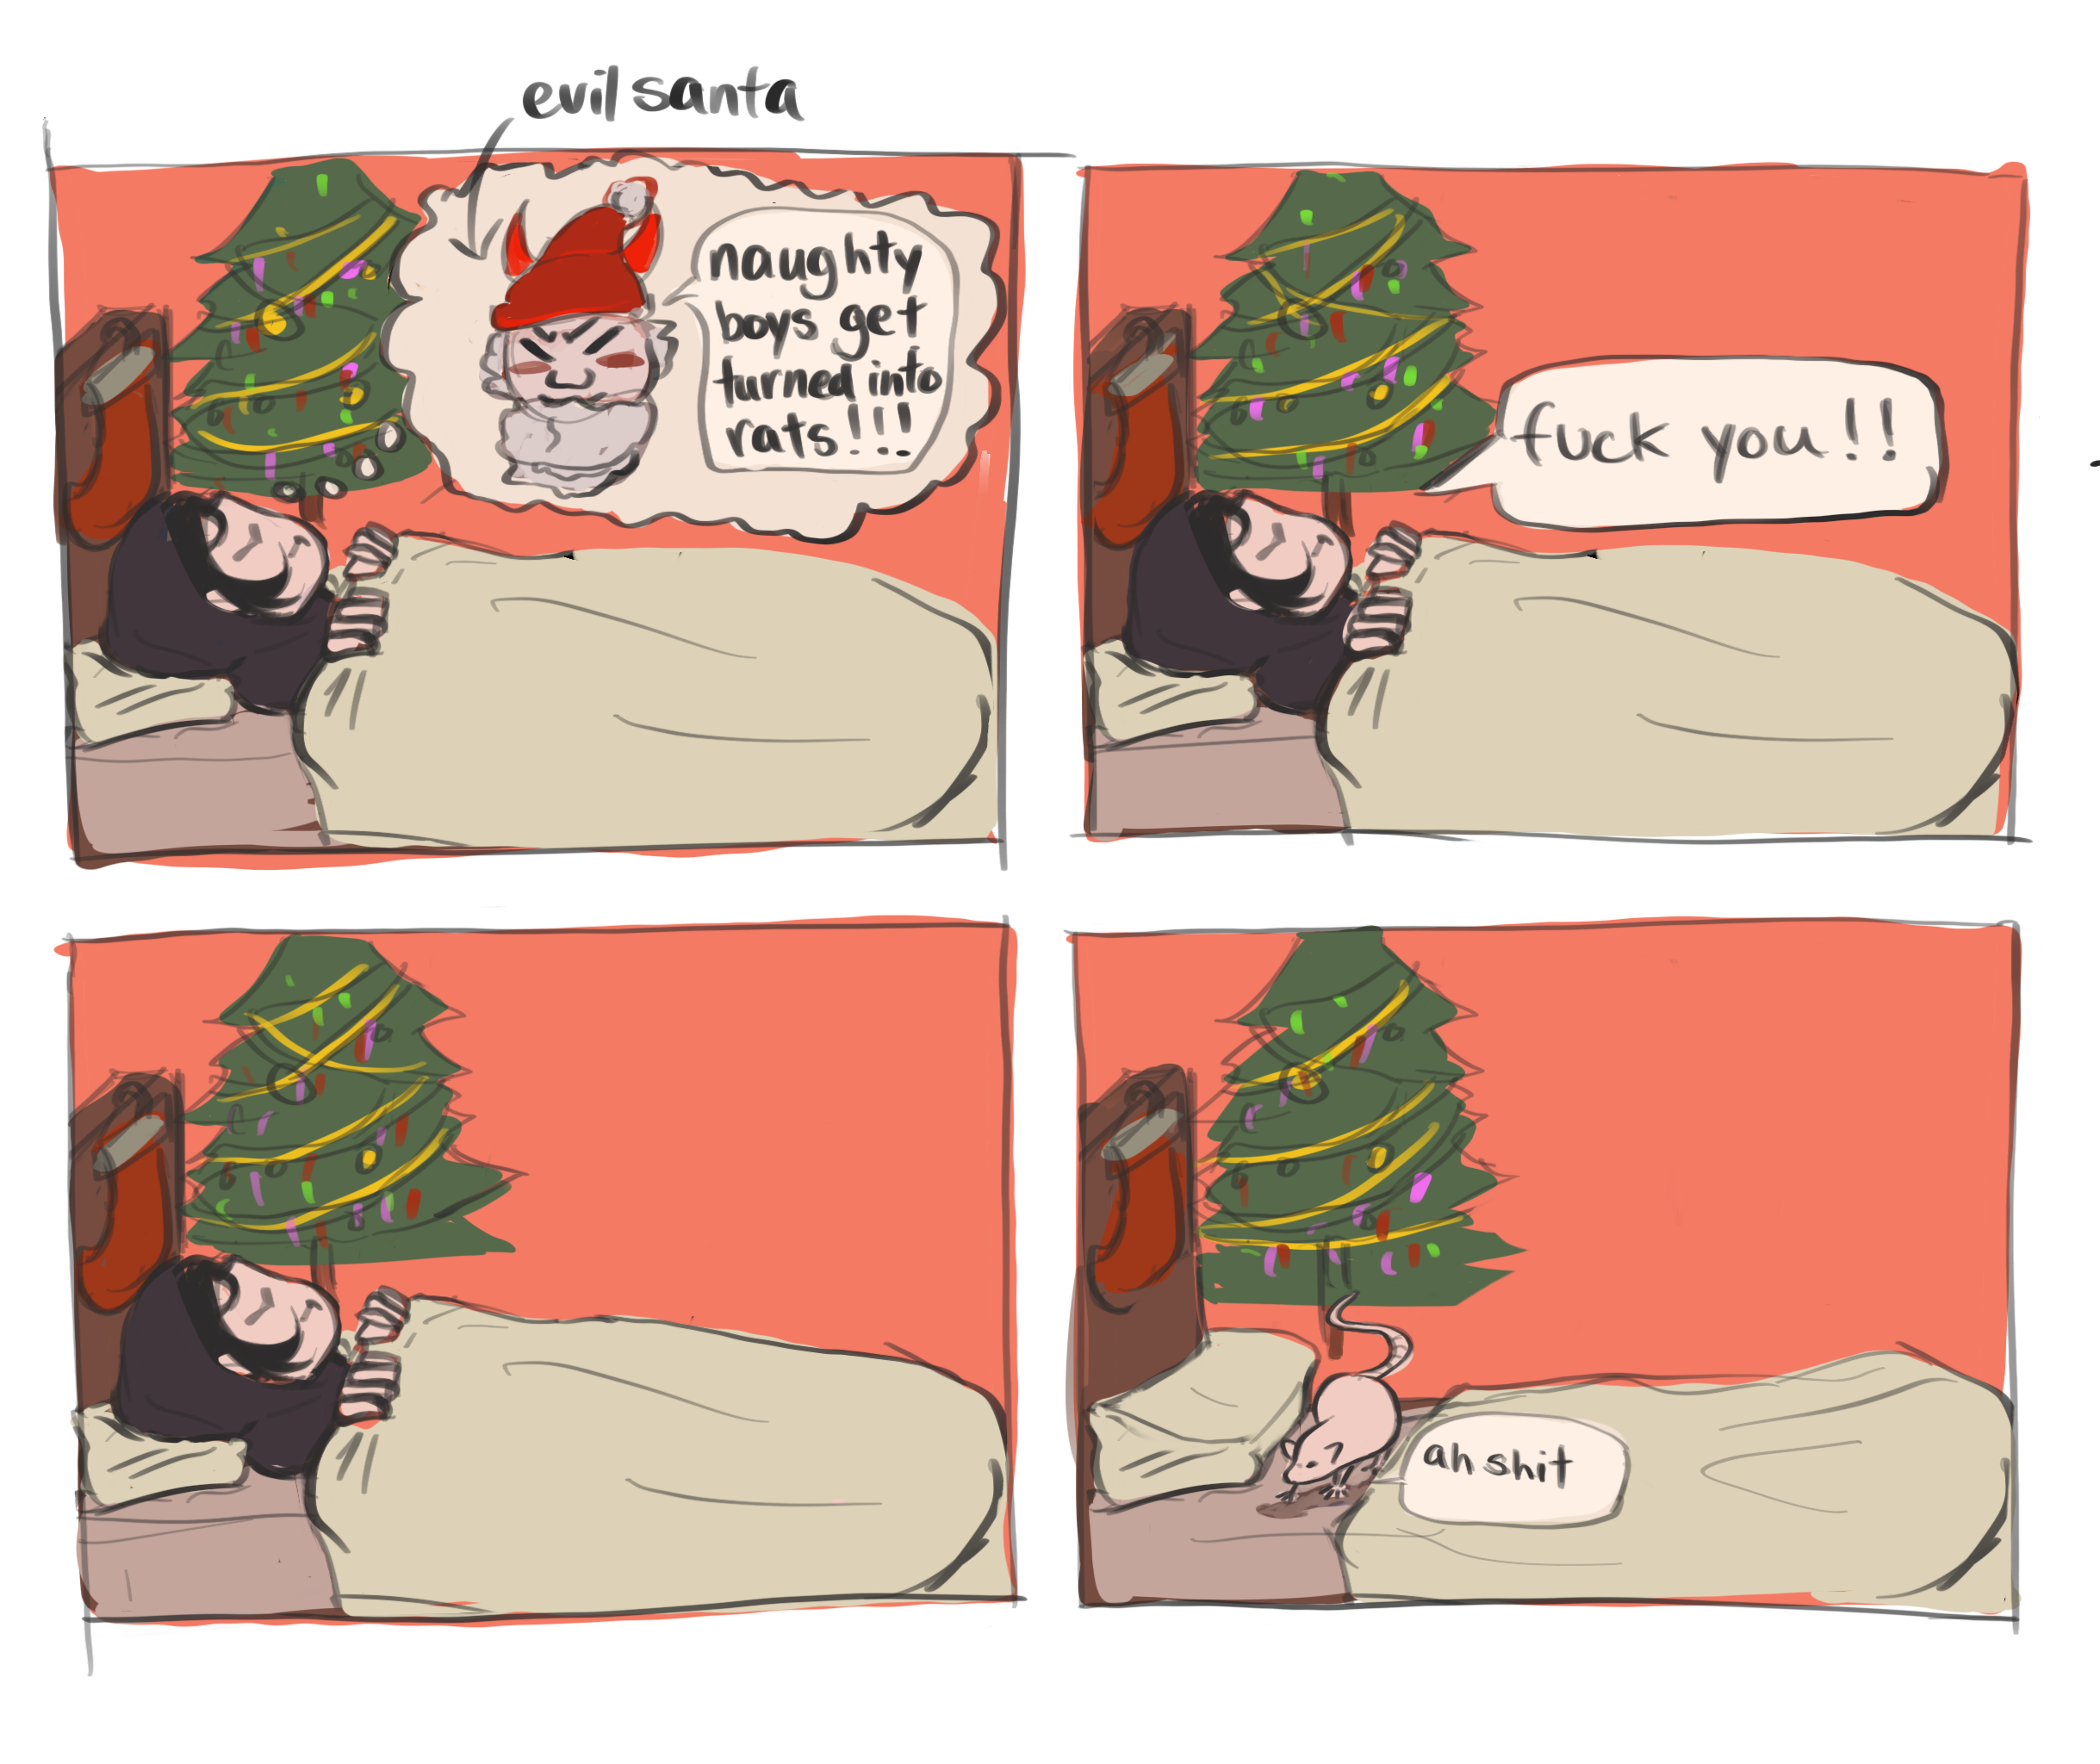 evil santa
naughty
boys get
turned into
rats!!!
fuck you!!
ah shit